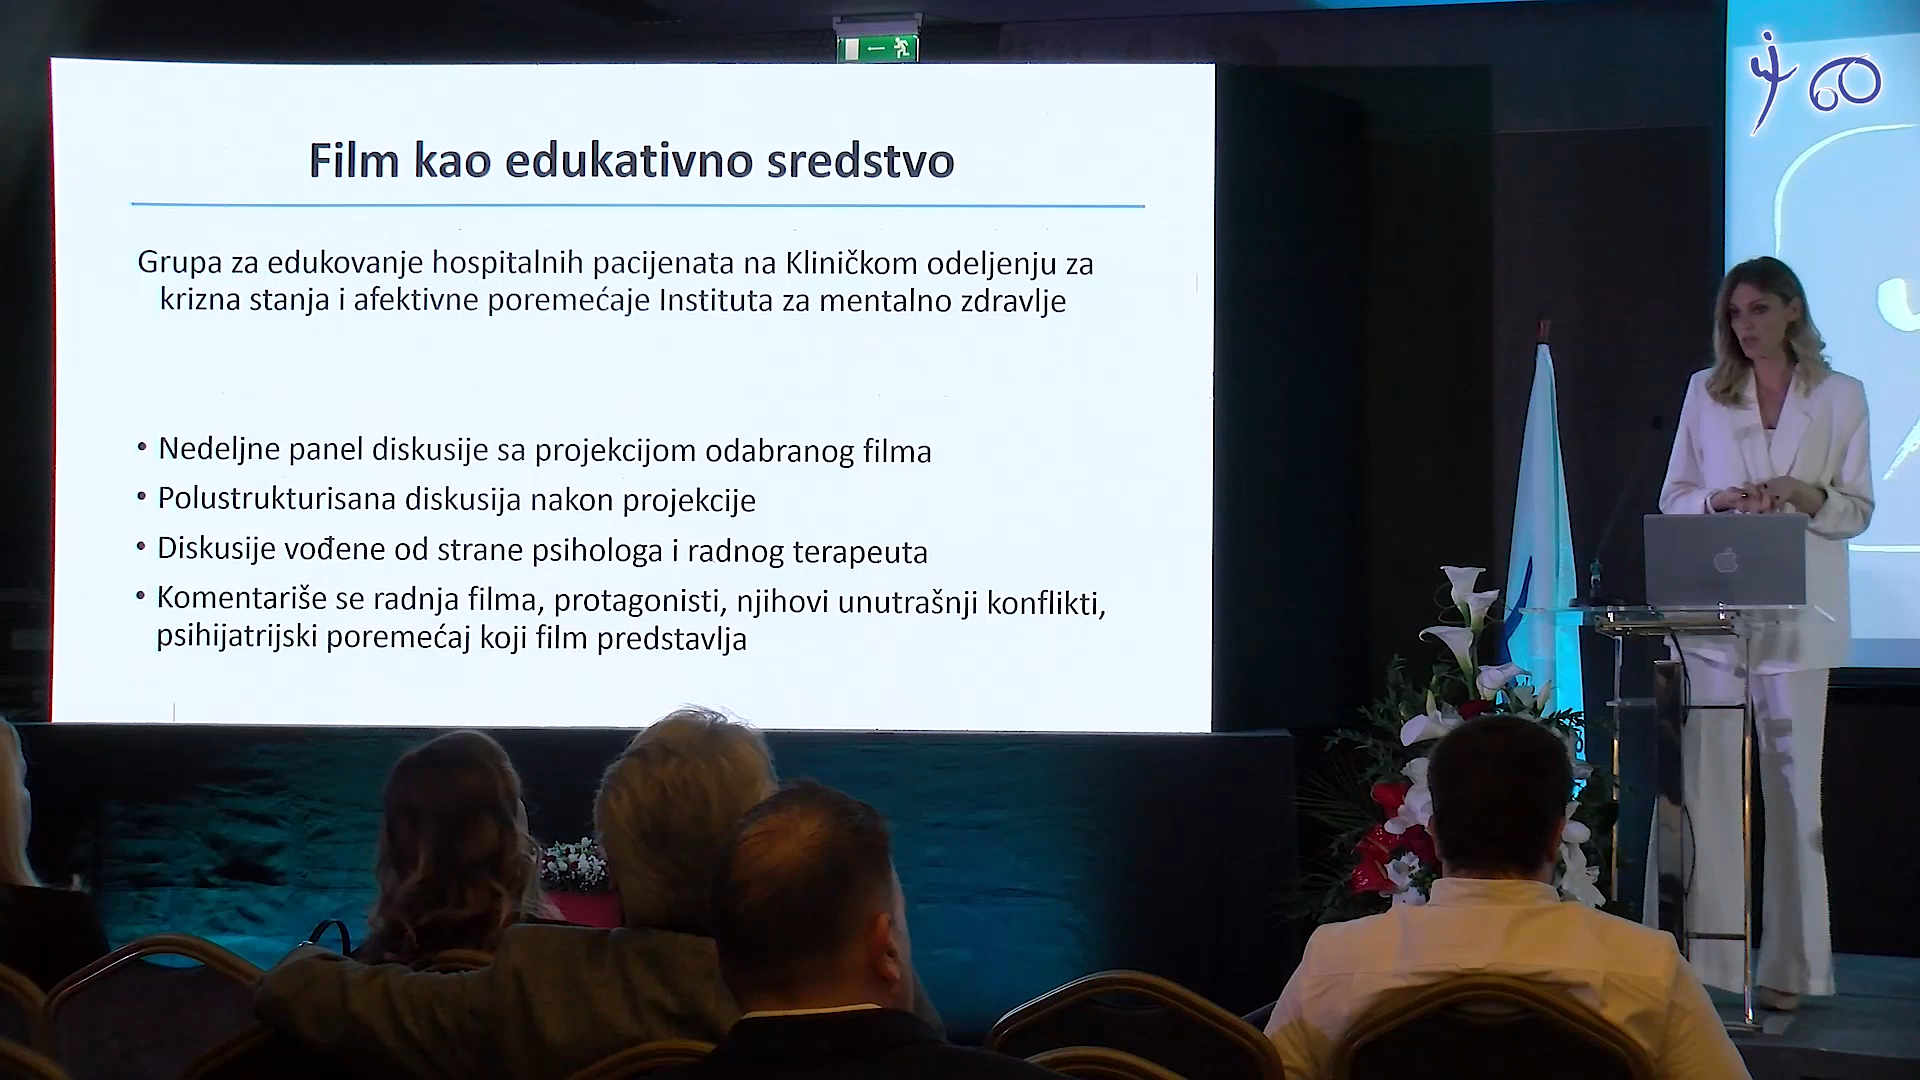 Film kao edukativno sredstvo
Grupa za edukovanje hospitalnih pacijenata na Kliničkom odeljenju za
krizna stanja i afektivne poremećaje Instituta za mentalno zdravlje
• Nedeljne panel diskusije sa projekcijom odabranog filma
• Polustrukturisana diskusija nakon projekcije
• Diskusije vođene od strane psihologa i radnog terapeuta
• Komentariše se radnja filma, protagonisti, njihovi unutrašnji konflikti,
psihijatrijski poremećaj koji film predstavlja
60